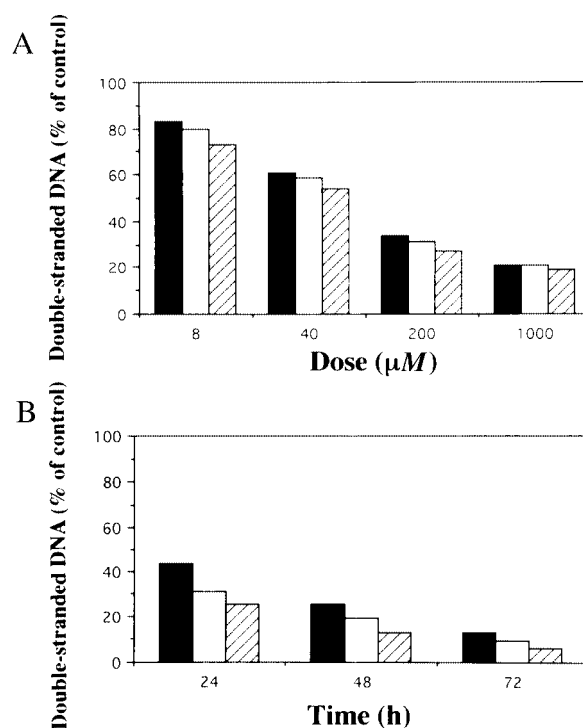 A
Double-stranded DNA (% of control)
100
80
60
40
20
0
8 40 200 1000
Dose (µM)
B
Double-stranded DNA (% of control)
100
80
60
40
20
0
24 48 72
Time (h)